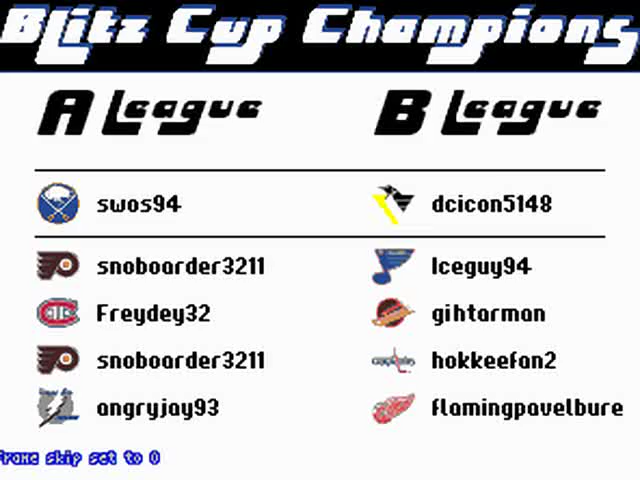 Blitz Cup Champions
A League
B League
swos94
dcicon5148
snoboarder3211
Iceguy94
Freydey32
gihtarman
snoboarder3211
hokkeefan2
angryjay93
flamingpavelbure
frame skip set to 0